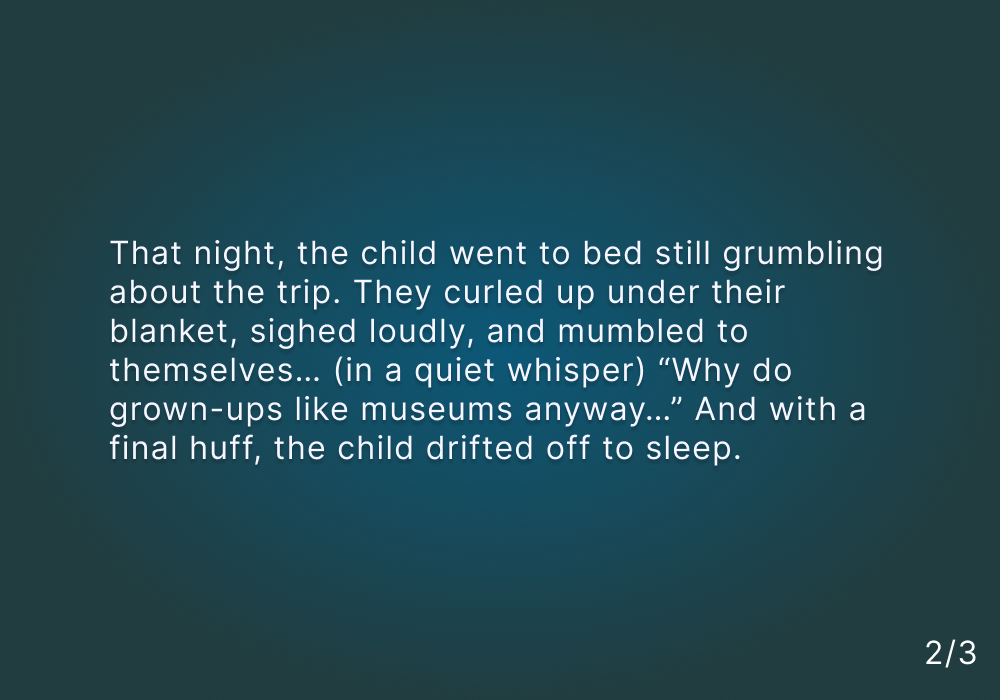 That night, the child went to bed still grumbling
about the trip. They curled up under their
blanket, sighed loudly, and mumbled to
themselves… (in a quiet whisper) “Why do
grown-ups like museums anyway…” And with a
final huff, the child drifted off to sleep.
2/3